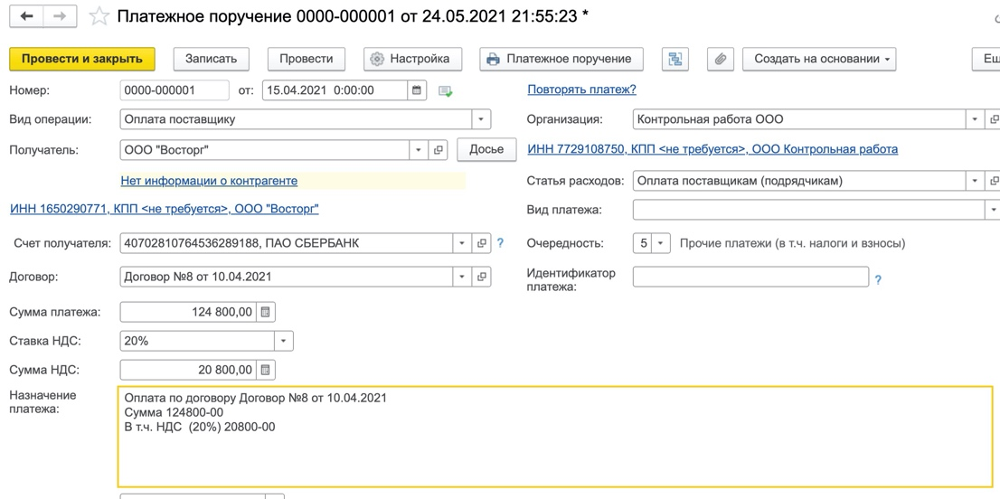 Платежное поручение 0000-000001 от 24.05.2021 21:55:23 *
Провести и закрыть Записать Провести Настройка Платежное поручение Создать на основании Ещ
Номер: 0000-000001 от: 15.04.2021 0:00:00 Повторять платеж?
Вид операции: Оплата поставщику Организация: Контрольная работа ООО
Получатель: ООО "Восторг" Досье ИНН 7729108750, КПП <не требуется>, ООО Контрольная работа
Нет информации о контрагенте Статья расходов: Оплата поставщикам (подрядчикам)
ИНН 1650290771, КПП <не требуется>, ООО "Восторг" Вид платежа:
Счет получателя: 40702810764536289188, ПАО СБЕРБАНК ? Очередность: 5 Прочие платежи (в т.ч. налоги и взносы)
Договор: Договор №8 от 10.04.2021 Идентификатор
платежа: ?
Сумма платежа: 124 800,00
Ставка НДС: 20%
Сумма НДС: 20 800,00
Назначение
платежа:
Оплата по договору Договор №8 от 10.04.2021
Сумма 124800-00
В т.ч. НДС (20%) 20800-00